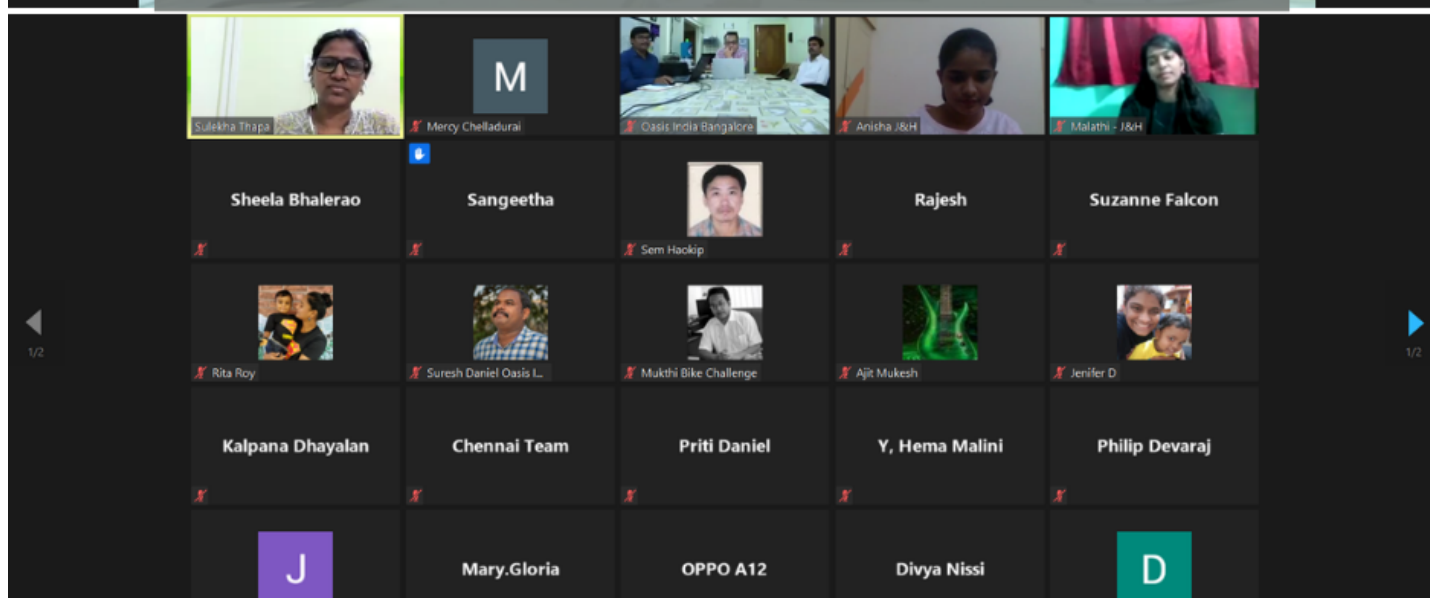 Sulekha Thapa
M
Mercy Chelladurai
Oasis India Bangalore
Anisha J&H
Malathi - J&H
Sheela Bhalerao
Sangeetha
Sem Haokip
Rajesh
Suzanne Falcon
1/2
1/2
Rita Roy
Suresh Daniel Oasis I...
Mukthi Bike Challenge
Ajit Mukesh
Jenifer D
Kalpana Dhayalan
Chennai Team
Priti Daniel
Y, Hema Malini
Philip Devaraj
J
Mary.Gloria
OPPO A12
Divya Nissi
D